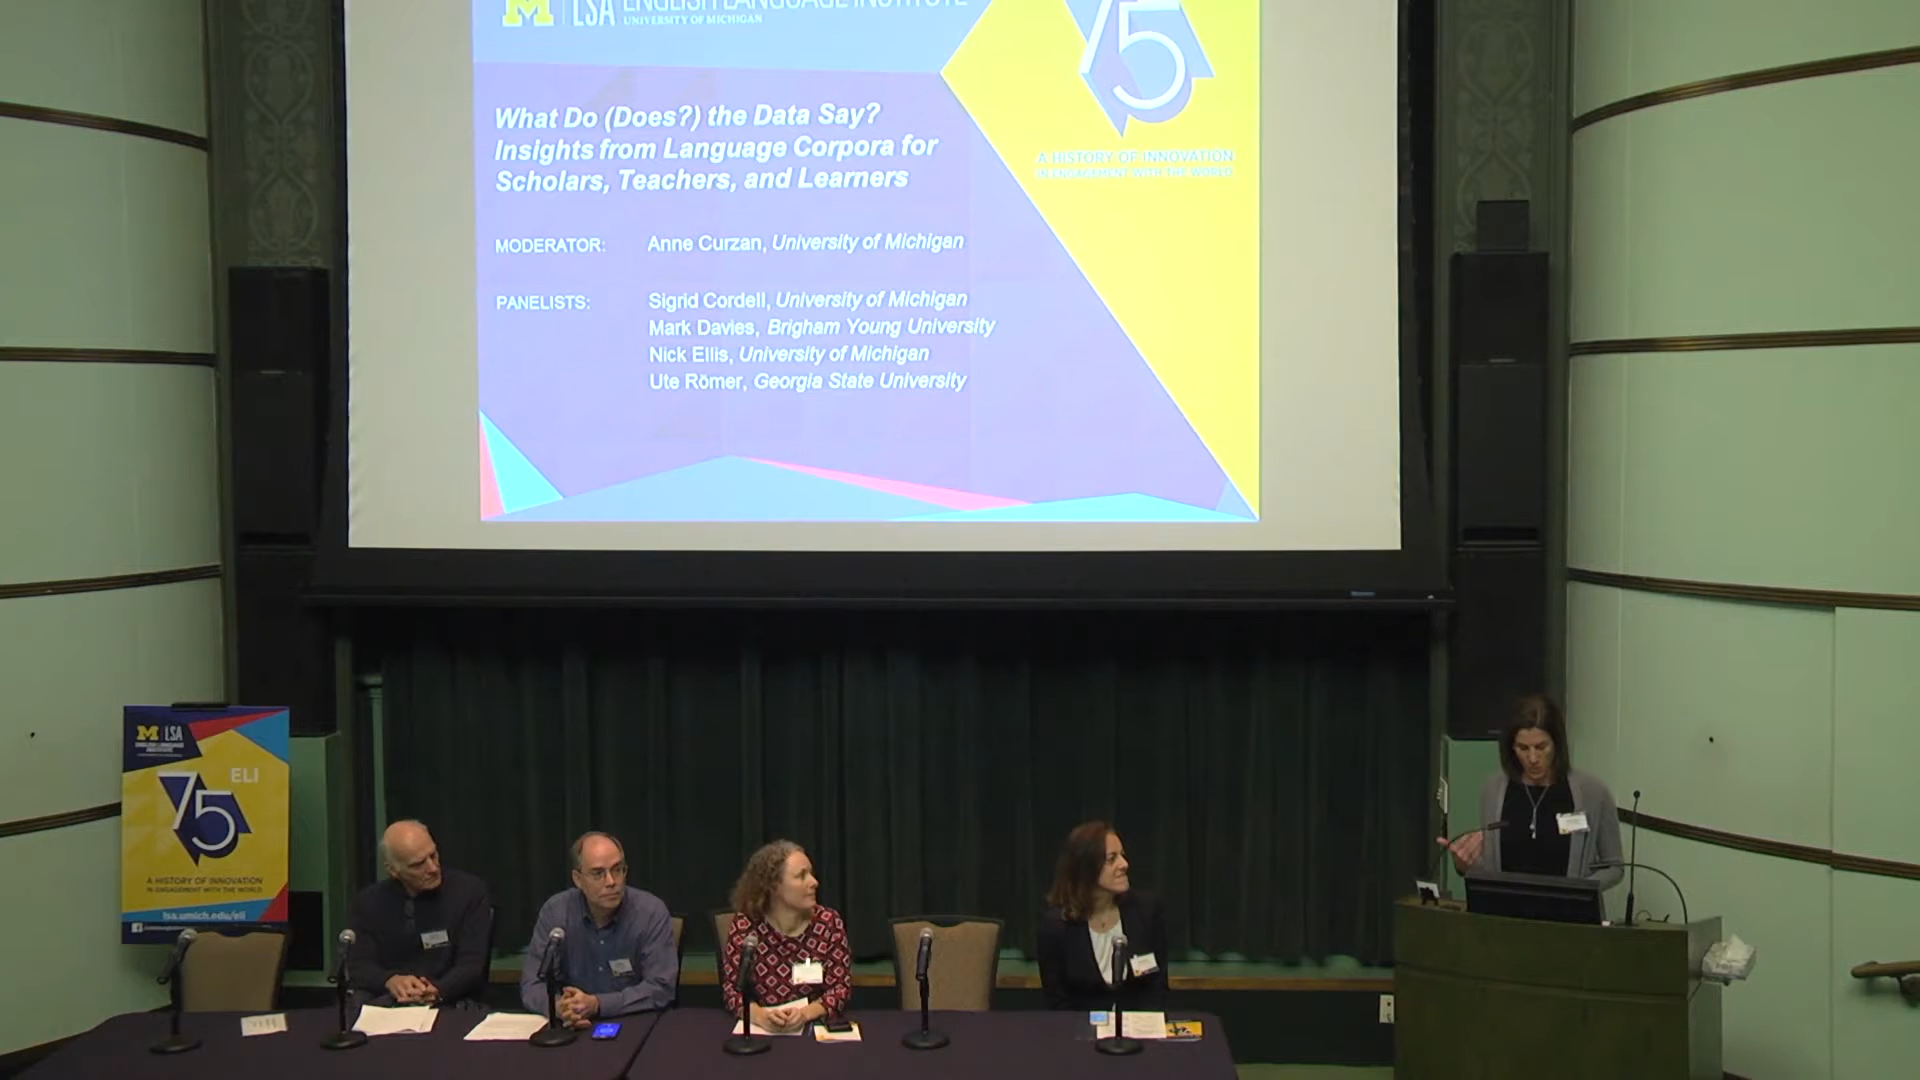 LSA ENGLISH LANGUAGE INSTITUTE
UNIVERSITY OF MICHIGAN
75
A HISTORY OF INNOVATION
IN ENGAGEMENT WITH THE WORLD
What Do (Does?) the Data Say?
Insights from Language Corpora for
Scholars, Teachers, and Learners
MODERATOR: Anne Curzan, University of Michigan
PANELISTS: Sigrid Cordell, University of Michigan
Mark Davies, Brigham Young University
Nick Ellis, University of Michigan
Ute Römer, Georgia State University
M LSA
ENGLISH LANGUAGE
INSTITUTE
ELI
75
A HISTORY OF INNOVATION
IN ENGAGEMENT WITH THE WORLD
lsa.umich.edu/eli